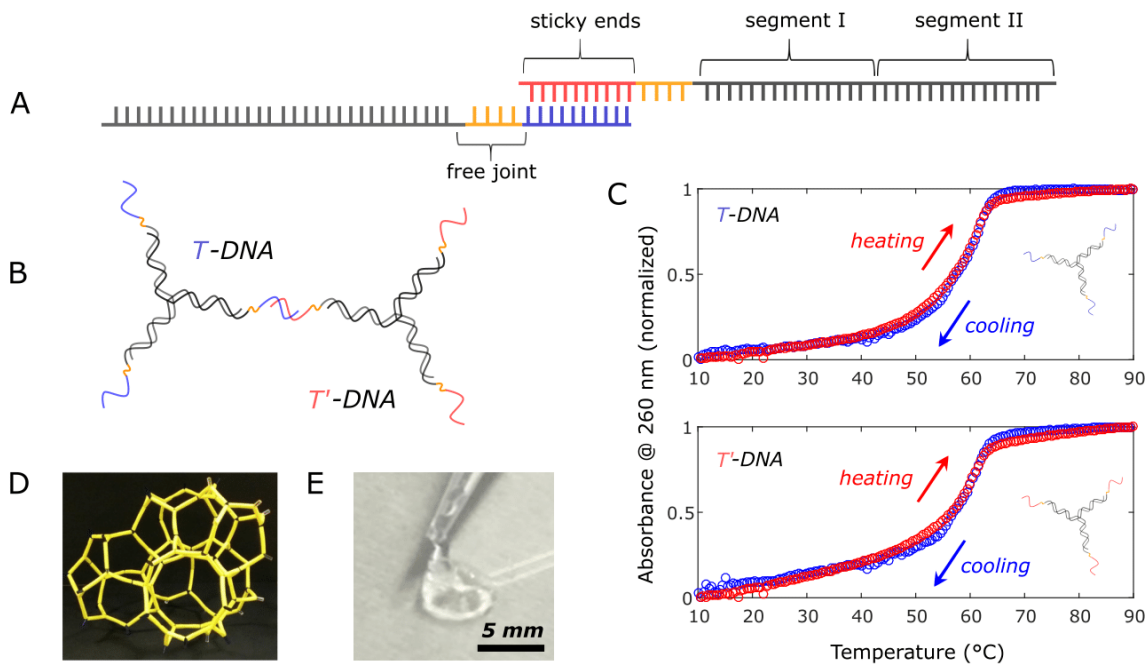 sticky ends
segment I
segment II
A
free joint
B
T-DNA
T'-DNA
C
Absorbance @ 260 nm (normalized)
1
0.5
0
T-DNA
heating
cooling
10 20 30 40 50 60 70 80 90
1
0.5
0
T'-DNA
heating
cooling
10 20 30 40 50 60 70 80 90
Temperature (°C)
D
E
5 mm